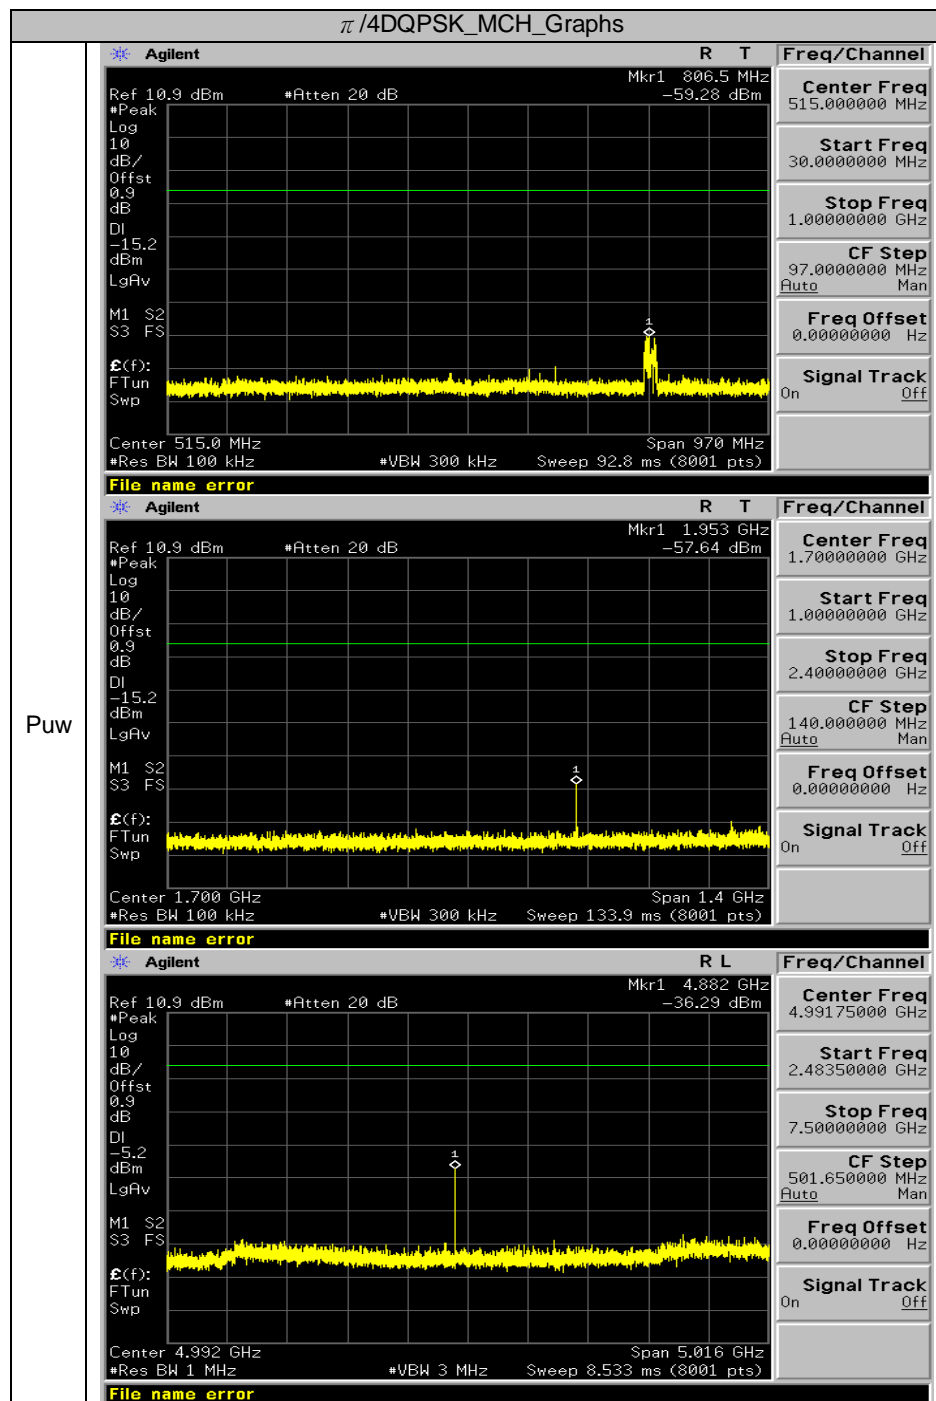 π/4DQPSK_MCH_Graphs
Puw
Agilent R T Freq/Channel
Mkr1 806.5 MHz
Ref 10.9 dBm #Atten 20 dB -59.28 dBm
#Peak
Log
10
dB/
Offst
0.9
dB
DI
-15.2
dBm
LgAv
M1 S2
S3 FS
£(f):
FTun
Swp
1
Center 515.0 MHz Span 970 MHz
#Res BW 100 kHz #VBW 300 kHz Sweep 92.8 ms (8001 pts)
File name error
Center Freq
515.000000 MHz
Start Freq
30.0000000 MHz
Stop Freq
1.00000000 GHz
CF Step
97.0000000 MHz
Auto Man
Freq Offset
0.00000000 Hz
Signal Track
On Off
Agilent R T Freq/Channel
Mkr1 1.953 GHz
Ref 10.9 dBm #Atten 20 dB -57.64 dBm
#Peak
Log
10
dB/
Offst
0.9
dB
DI
-15.2
dBm
LgAv
M1 S2
S3 FS
£(f):
FTun
Swp
1
Center 1.700 GHz Span 1.4 GHz
#Res BW 100 kHz #VBW 300 kHz Sweep 133.9 ms (8001 pts)
File name error
Center Freq
1.70000000 GHz
Start Freq
1.00000000 GHz
Stop Freq
2.40000000 GHz
CF Step
140.000000 MHz
Auto Man
Freq Offset
0.00000000 Hz
Signal Track
On Off
Agilent R L Freq/Channel
Mkr1 4.882 GHz
Ref 10.9 dBm #Atten 20 dB -36.29 dBm
#Peak
Log
10
dB/
Offst
0.9
dB
DI
-5.2
dBm
LgAv
M1 S2
S3 FS
£(f):
FTun
Swp
1
Center 4.992 GHz Span 5.016 GHz
#Res BW 1 MHz #VBW 3 MHz Sweep 8.533 ms (8001 pts)
File name error
Center Freq
4.99175000 GHz
Start Freq
2.48350000 GHz
Stop Freq
7.50000000 GHz
CF Step
501.650000 MHz
Auto Man
Freq Offset
0.00000000 Hz
Signal Track
On Off